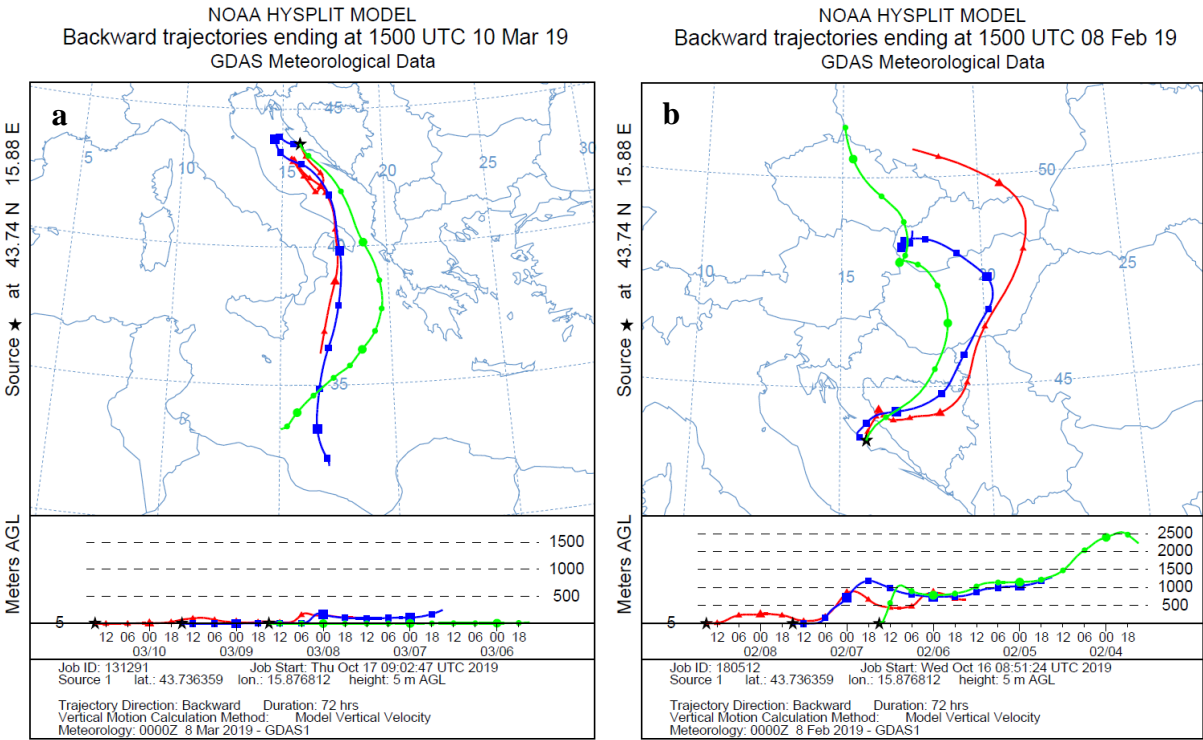 NOAA HYSPLIT MODEL
Backward trajectories ending at 1500 UTC 10 Mar 19
GDAS Meteorological Data
a
Source ★ at 43.74 N 15.88 E
45
5
10
15
20
25
30
40
35
Meters AGL
1500
1000
500
5
12 06 00 18 12 06 00 18 12 06 00 18 12 06 00 18 12 06 00 18
03/10 03/09 03/08 03/07 03/06
Job ID: 131291 Job Start: Thu Oct 17 09:02:47 UTC 2019
Source 1 lat.: 43.736359 lon.: 15.876812 height: 5 m AGL
Trajectory Direction: Backward Duration: 72 hrs
Vertical Motion Calculation Method: Model Vertical Velocity
Meteorology: 0000Z 8 Mar 2019 - GDAS1
NOAA HYSPLIT MODEL
Backward trajectories ending at 1500 UTC 08 Feb 19
GDAS Meteorological Data
b
Source ★ at 43.74 N 15.88 E
50
10
15
20
25
45
Meters AGL
2500
2000
1500
1000
500
5
12 06 00 18 12 06 00 18 12 06 00 18 12 06 00 18 12 06 00 18
02/08 02/07 02/06 02/05 02/04
Job ID: 180512 Job Start: Wed Oct 16 08:51:24 UTC 2019
Source 1 lat.: 43.736359 lon.: 15.876812 height: 5 m AGL
Trajectory Direction: Backward Duration: 72 hrs
Vertical Motion Calculation Method: Model Vertical Velocity
Meteorology: 0000Z 8 Feb 2019 - GDAS1